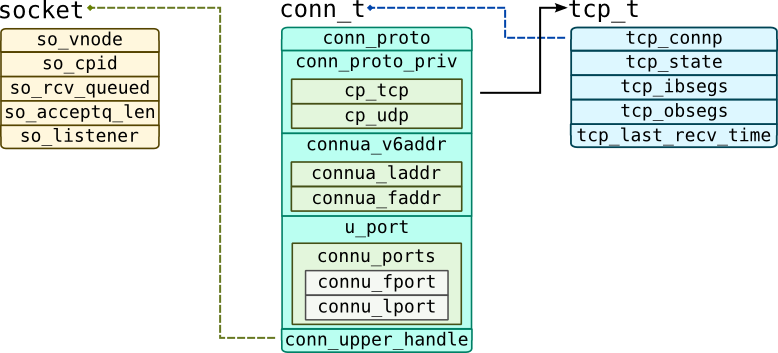 socket
so_vnode
so_cpid
so_rcv_queued
so_acceptq_len
so_listener
conn_t
conn_proto
conn_proto_priv
cp_tcp
cp_udp
connua_v6addr
connua_laddr
connua_faddr
u_port
connu_ports
connu_fport
connu_lport
conn_upper_handle
tcp_t
tcp_connp
tcp_state
tcp_ibsegs
tcp_obsegs
tcp_last_recv_time